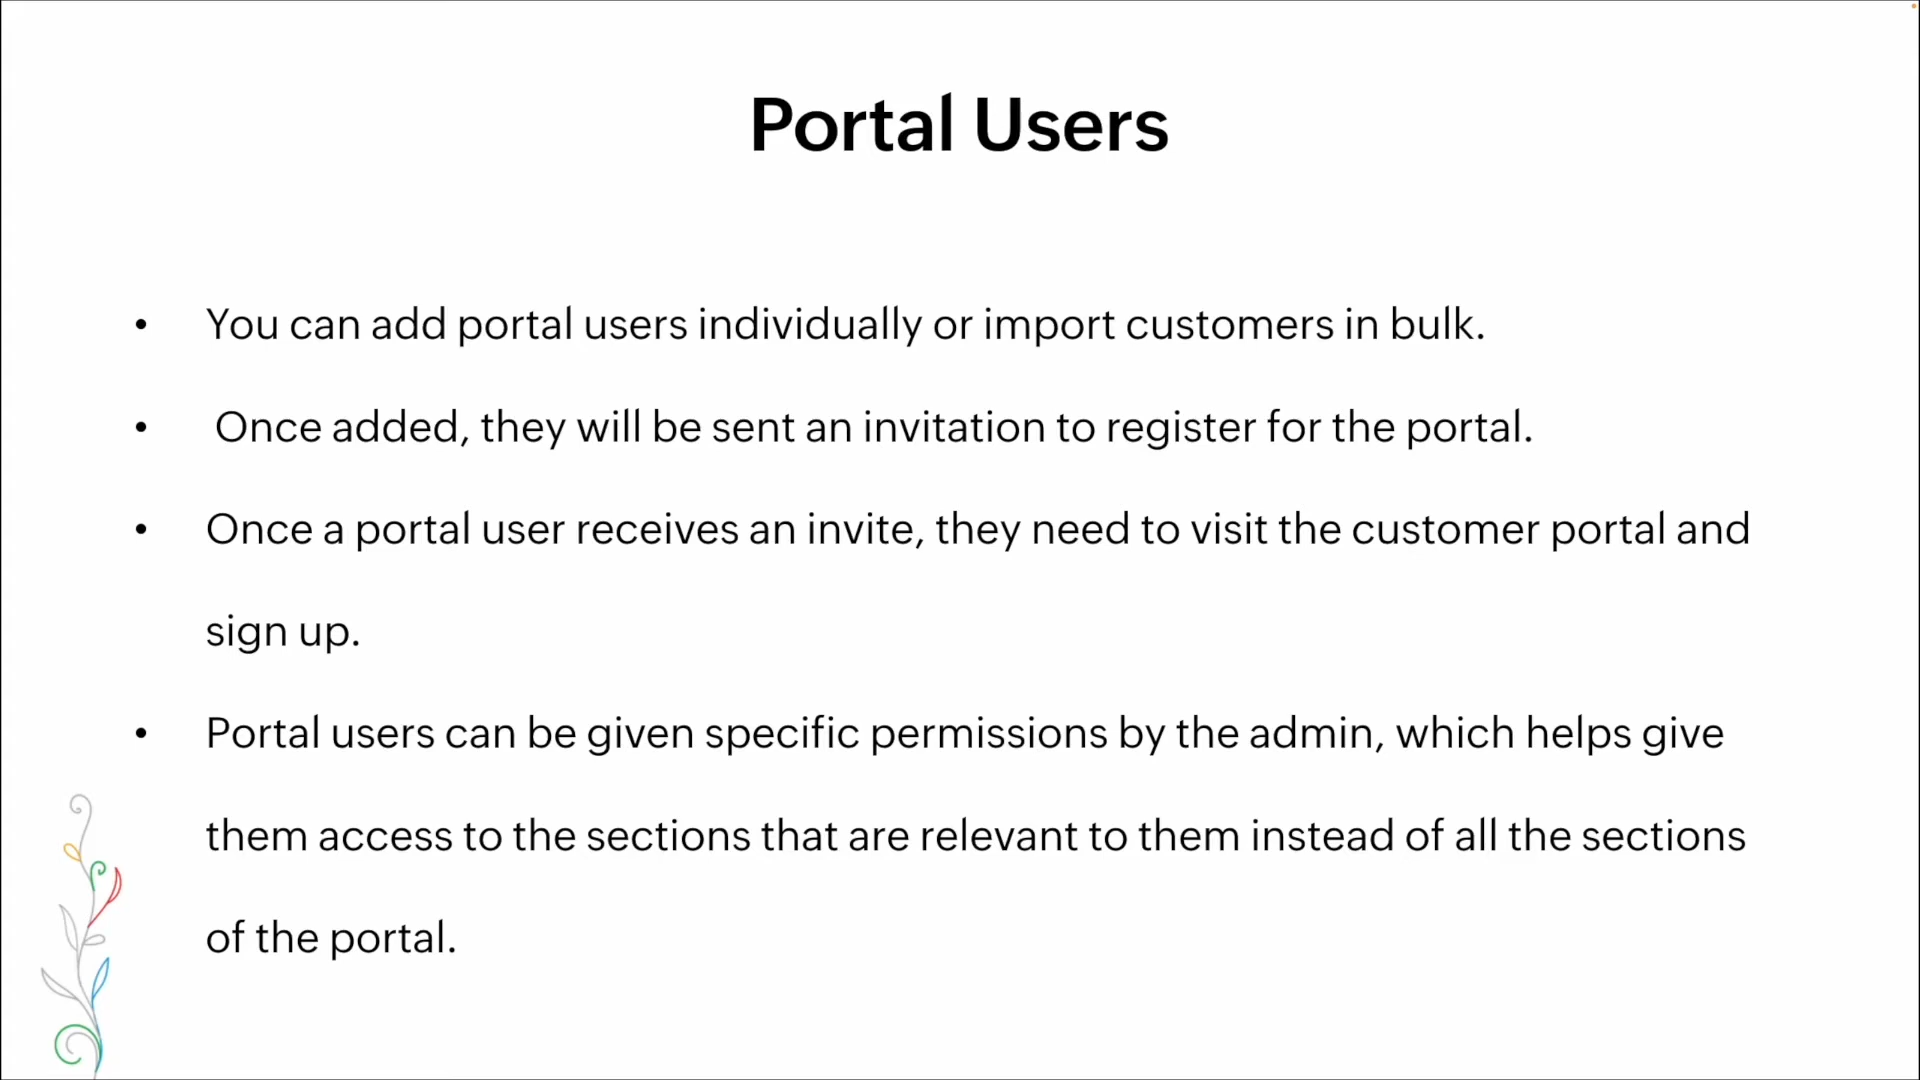 Portal Users
• You can add portal users individually or import customers in bulk.
• Once added, they will be sent an invitation to register for the portal.
• Once a portal user receives an invite, they need to visit the customer portal and
sign up.
• Portal users can be given specific permissions by the admin, which helps give
them access to the sections that are relevant to them instead of all the sections
of the portal.